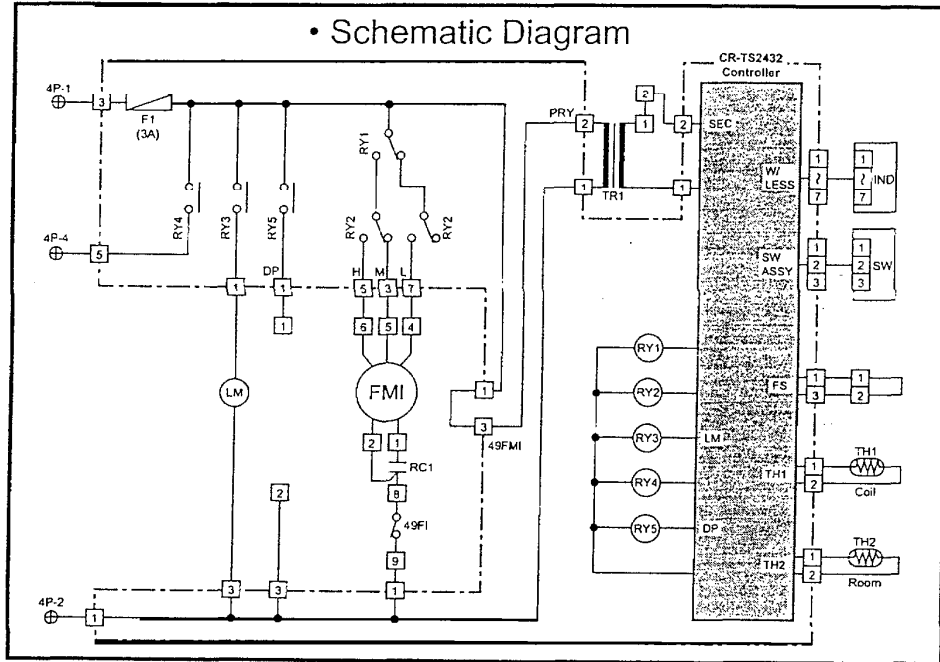 • Schematic Diagram
CR-TS2432
Controller
4P-1
3
F1
(3A)
PRY
2
2
1
2
SEC
1
TR1
1
RY1
RY4
RY3
RY5
RY2
RY2
4P-4
5
W/
LESS
1
~
7
1
~
7
IND
SW
ASSY
1
2
3
1
2
3
SW
DP
1
1
1
H
5
M
3
L
7
6
5
4
LM
FMI
1
3
49FMI
2
1
RC1
8
49FI
9
2
3
3
1
4P-2
1
RY1
RY2
RY3
LM
RY4
RY5
DP
FS
1
3
1
2
TH1
1
2
TH1
Coil
TH2
1
2
TH2
Room